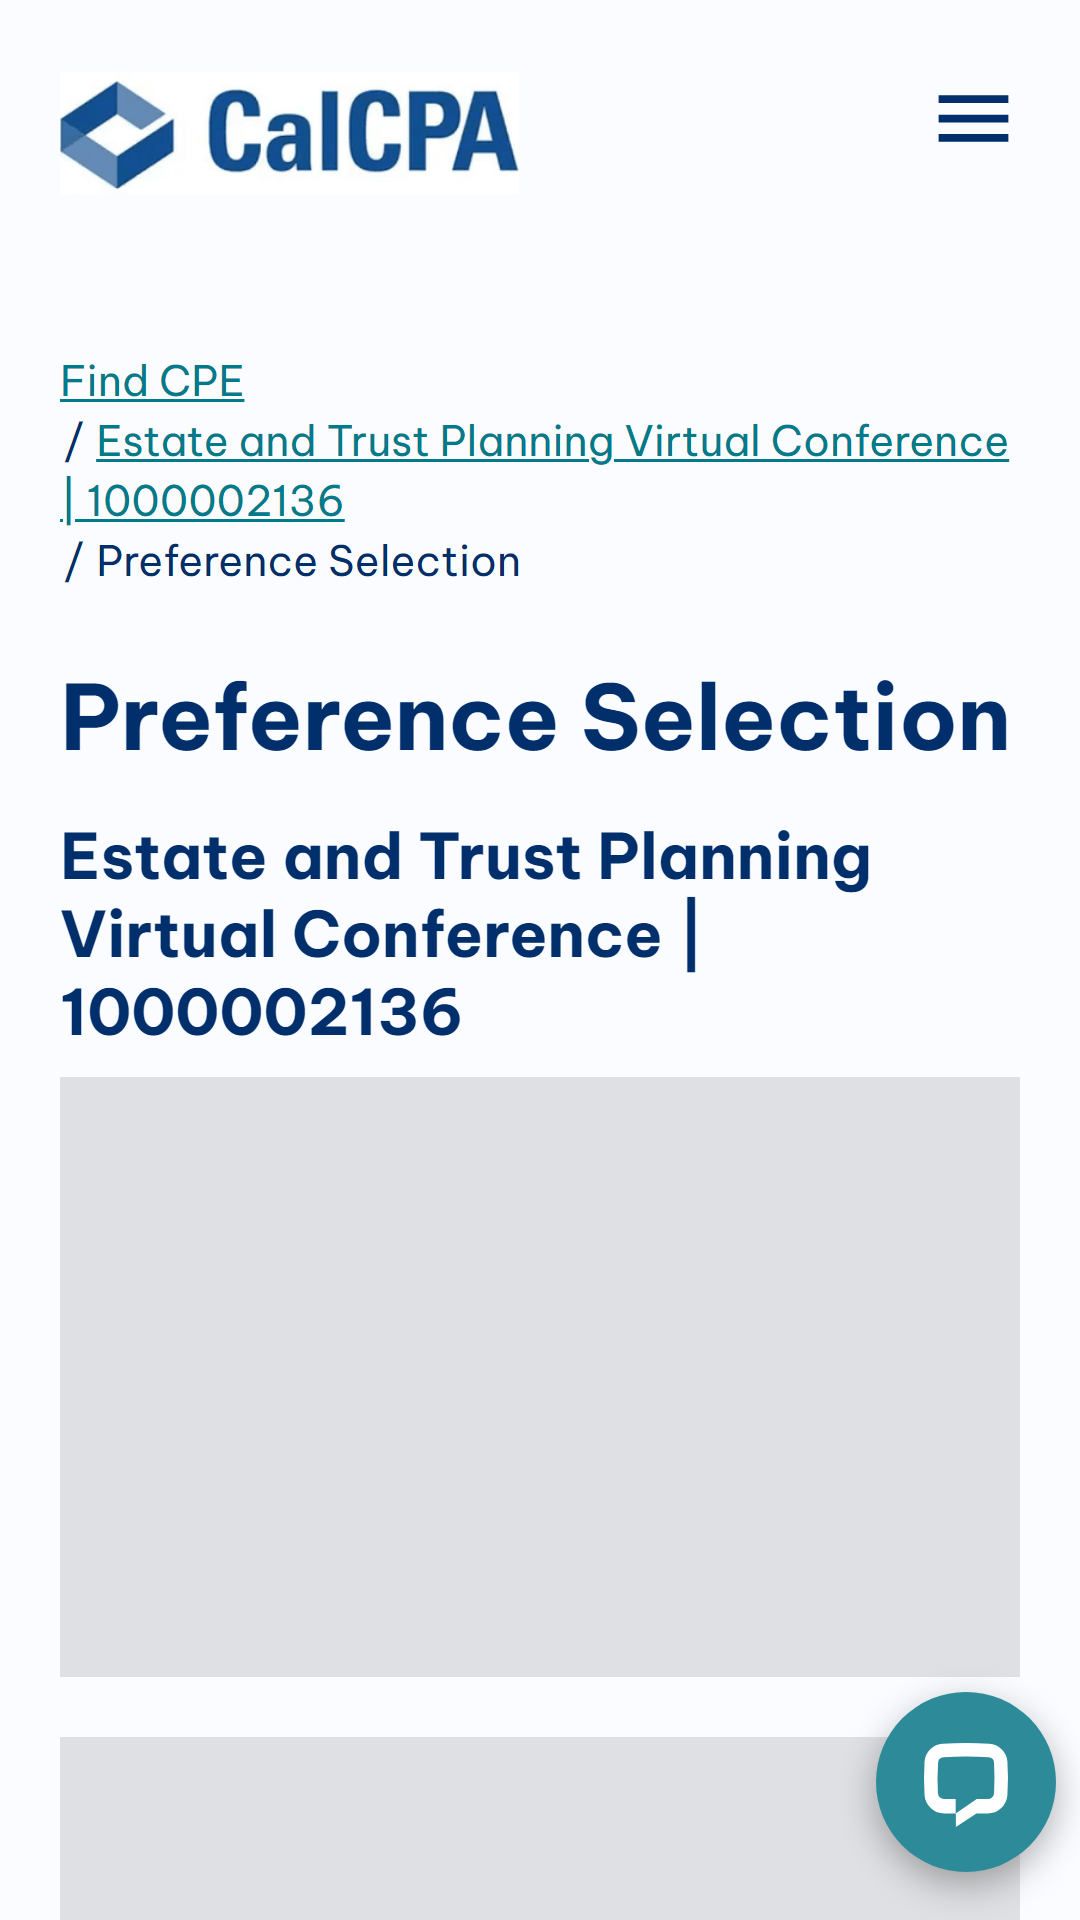 CalCPA
Find CPE
/ Estate and Trust Planning Virtual Conference
| 1000002136
/ Preference Selection
Preference Selection
Estate and Trust Planning
Virtual Conference |
1000002136